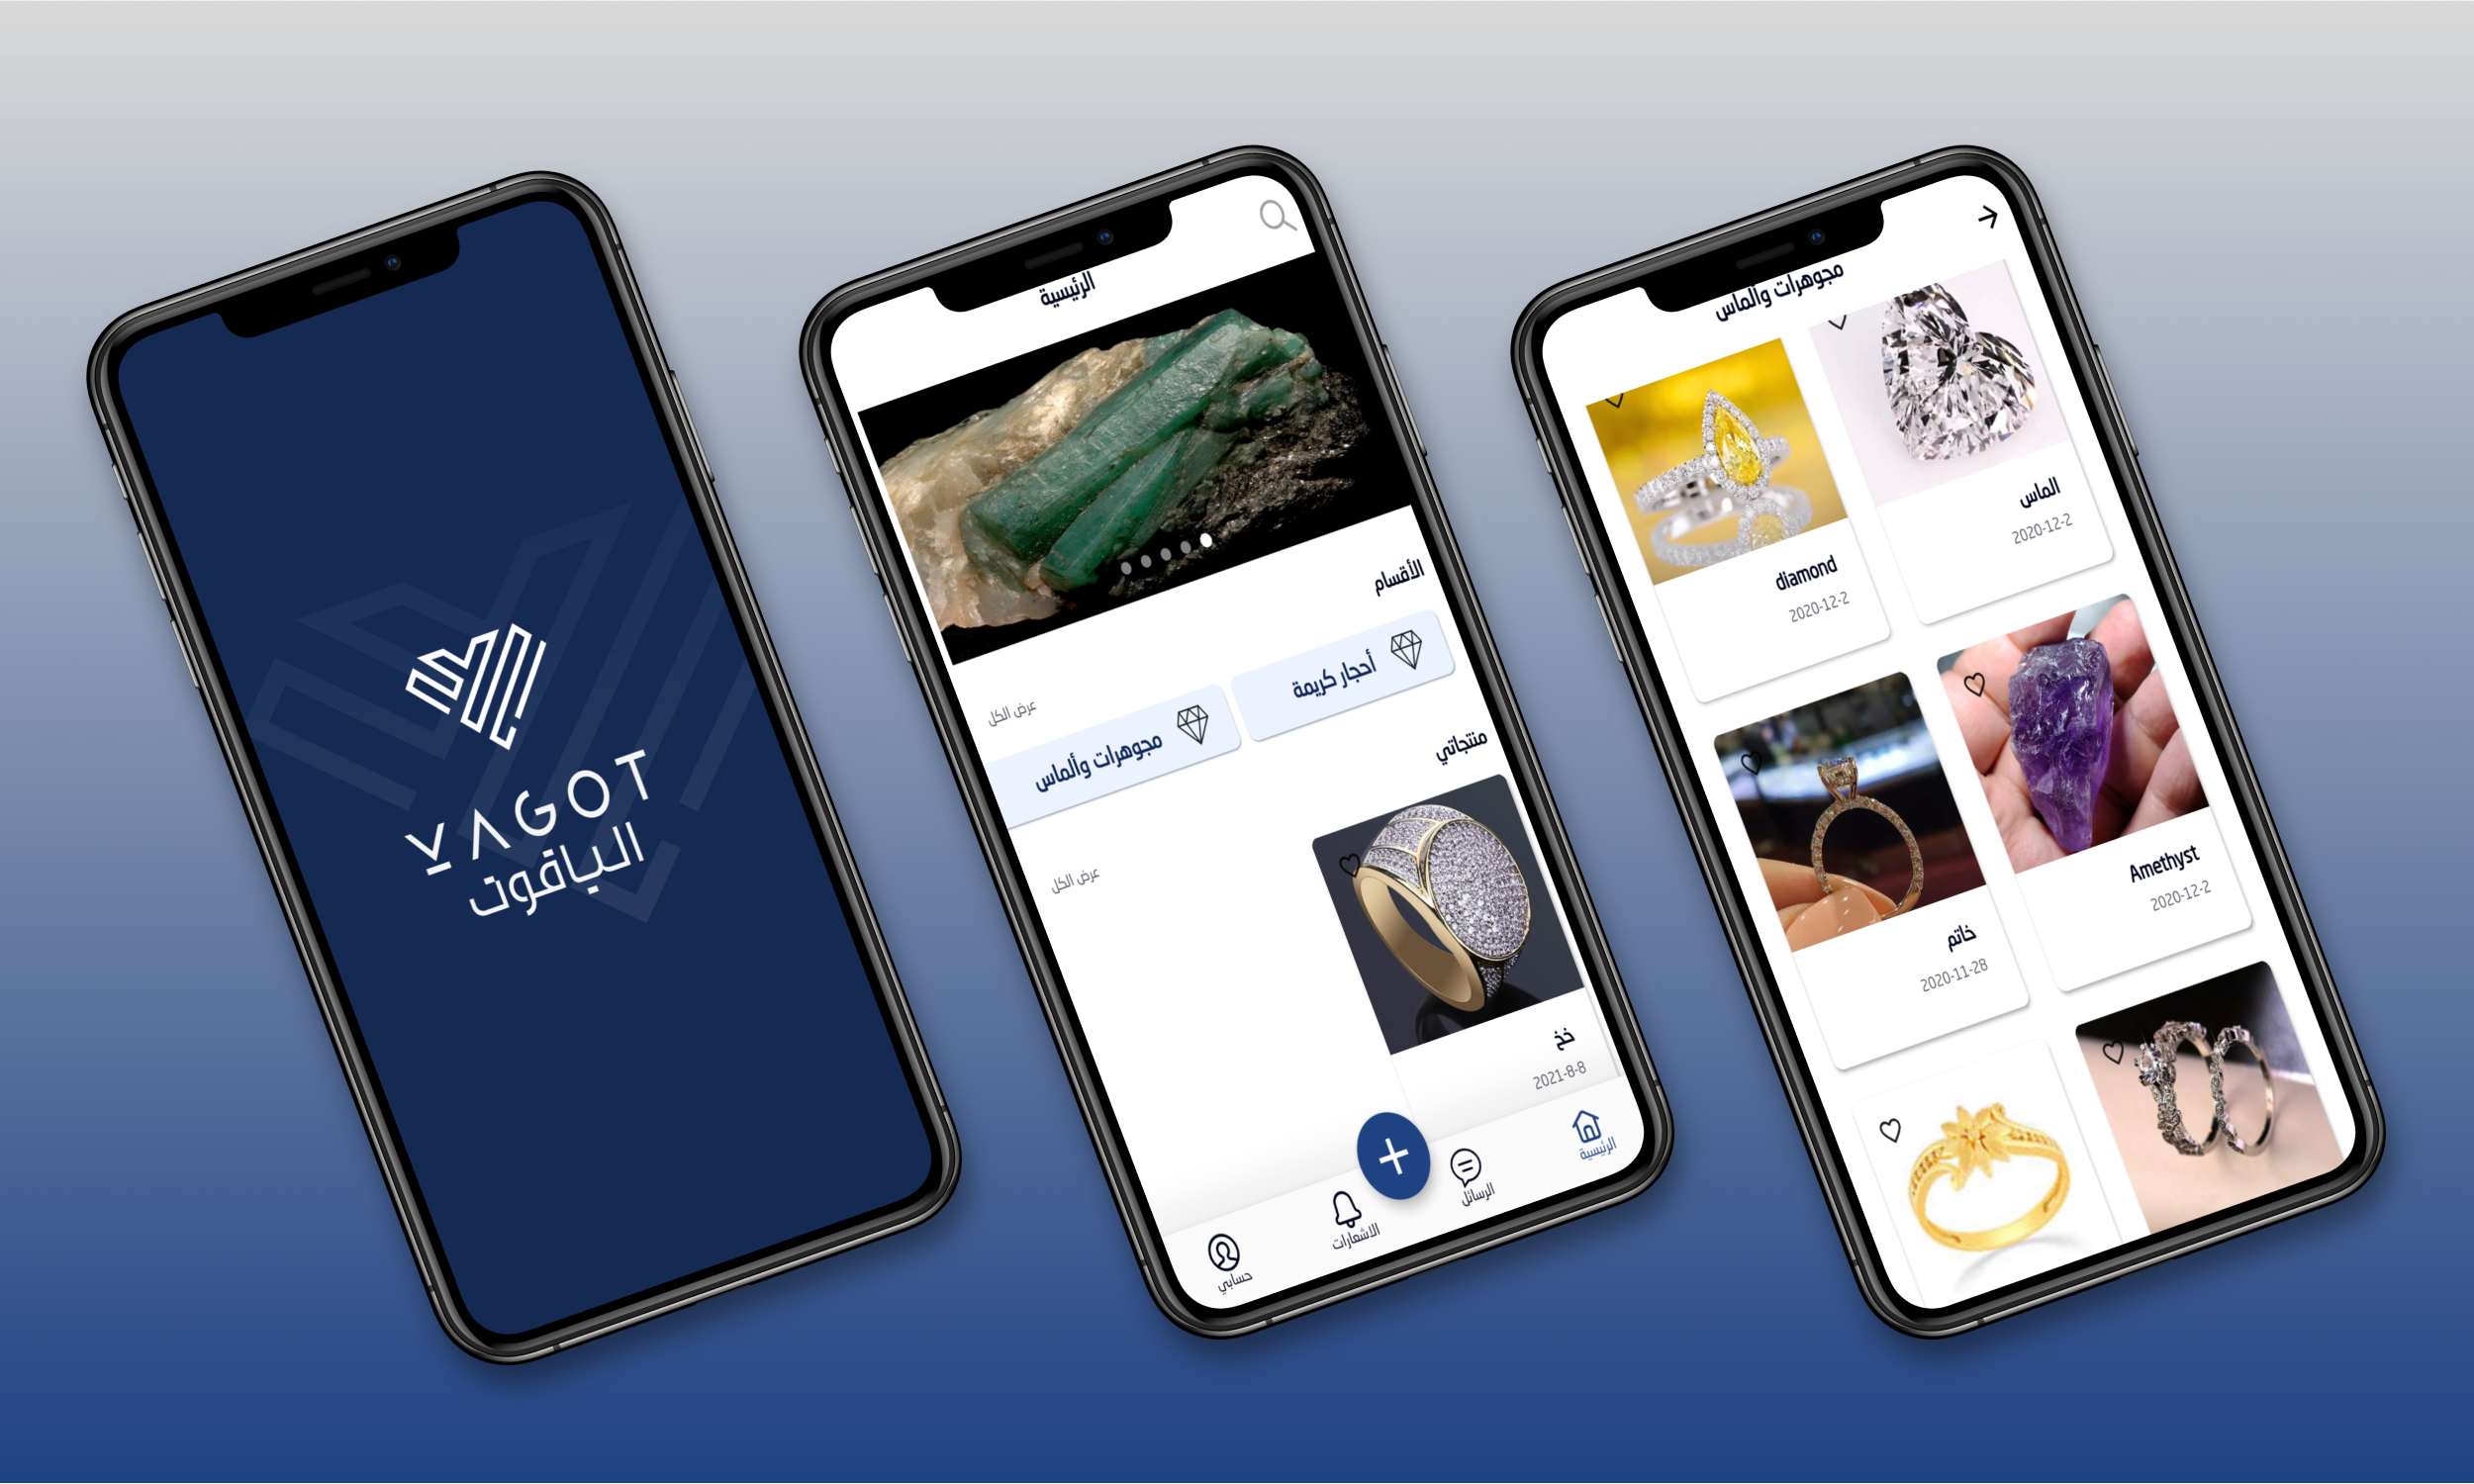 YAGOT
الياقوت
الرئيسية
الأقسام
عرض الكل
أحجار كريمة
مجوهرات وألماس
منتجاتي
عرض الكل
خخ
2021-8-8
الرئيسية
الرسائل
الاشعارات
حسابي
مجوهرات وألماس
الماس
2020-12-2
diamond
2020-12-2
Amethyst
2020-12-2
خاتم
2020-11-28